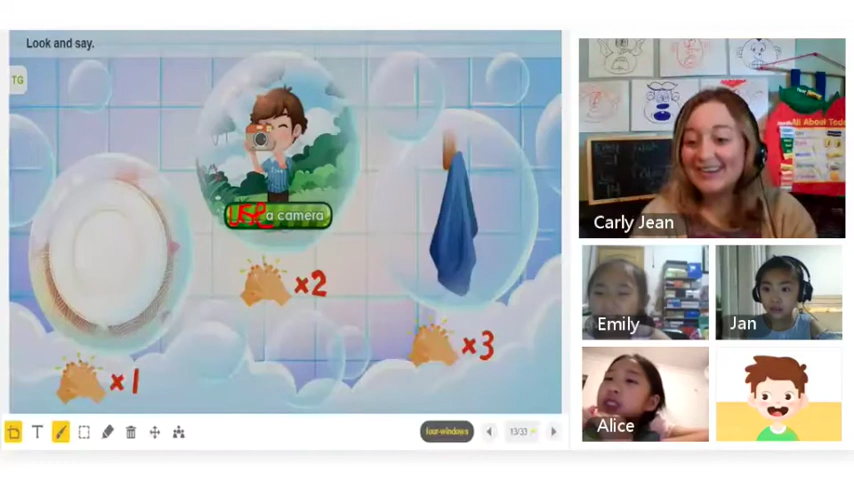 Look and say.
TG
use a camera
×2
×3
×1
T
four-windows
13/33
All About Today
Carly Jean
Emily
Jan
Alice